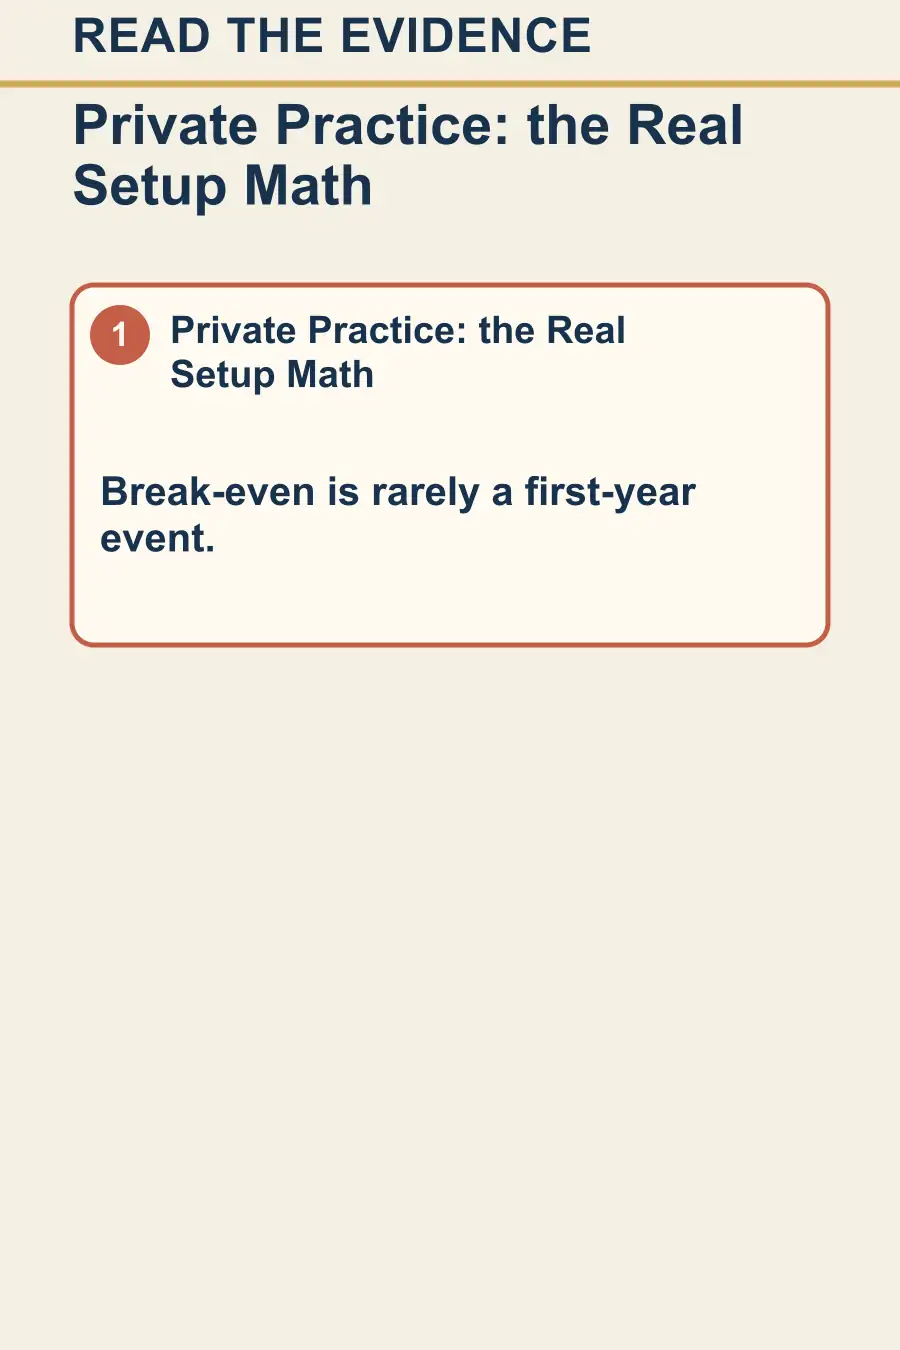 READ THE EVIDENCE
Private Practice: the Real
Setup Math
1
Private Practice: the Real
Setup Math
Break-even is rarely a first-year
event.